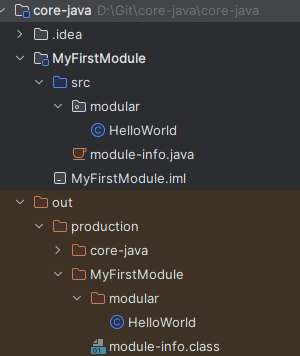 core-java D:\Git\core-java\core-java
.idea
MyFirstModule
src
modular
HelloWorld
module-info.java
MyFirstModule.iml
out
production
core-java
MyFirstModule
modular
HelloWorld
module-info.class